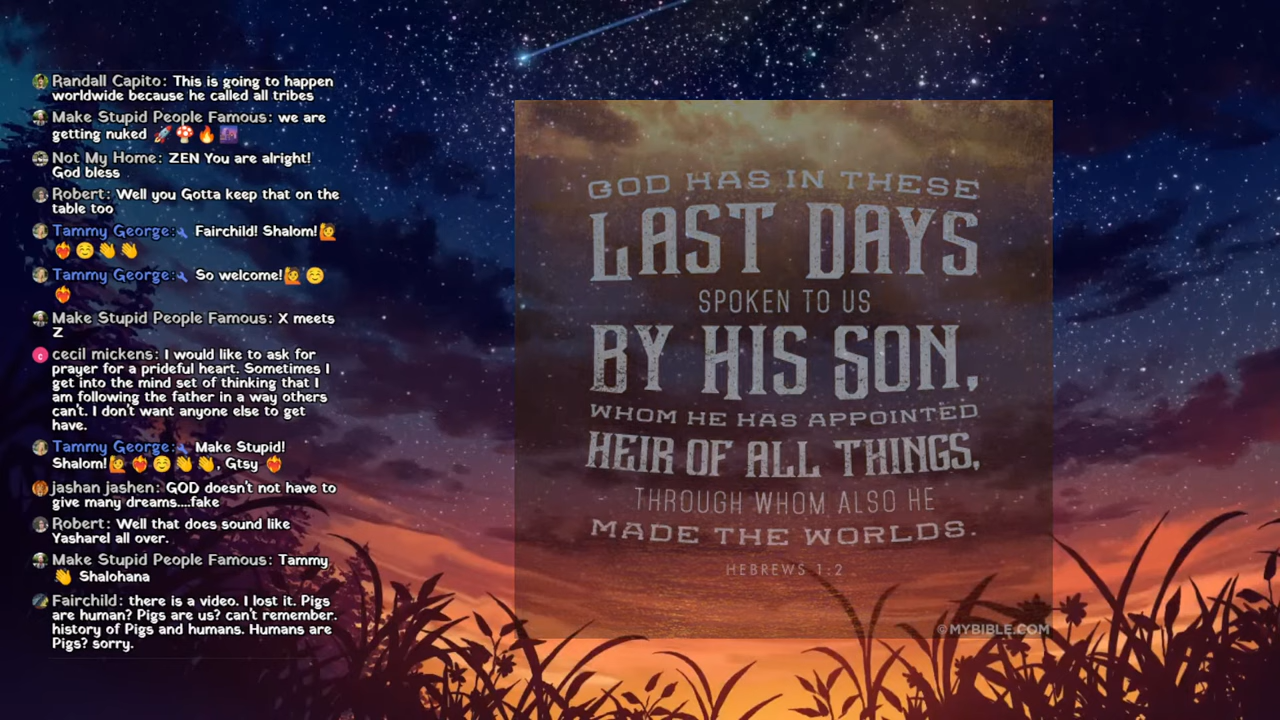 Randall Capito: This is going to happen
worldwide because he called all tribes
Make Stupid People Famous: we are
getting nuked 🚀🍄🔥🌆
Not My Home: ZEN You are alright!
God bless
Robert: Well you Gotta keep that on the
table too
Tammy George: Fairchild! Shalom!🙋
❤️‍🔥☺️👏👏
Tammy George: So welcome!🙋☺️
❤️‍🔥
Make Stupid People Famous: X meets
Z
c cecil mickens: I would like to ask for
prayer for a prideful heart. Sometimes I
get into the mind set of thinking that I
am following the father in a way others
can't. I don't want anyone else to get
have.
Tammy George: Make Stupid!
Shalom!🙋❤️‍🔥☺️👏👏, Gtsy ❤️‍🔥
jashan jashen: GOD doesn't not have to
give many dreams....fake
Robert: Well that does sound like
Yasharel all over.
Make Stupid People Famous: Tammy
👋 Shalohana
Fairchild: there is a video. I lost it. Pigs
are human? Pigs are us? can't remember.
history of Pigs and humans. Humans are
Pigs? sorry.
GOD HAS IN THESE
LAST DAYS
SPOKEN TO US
BY HIS SON,
WHOM HE HAS APPOINTED
HEIR OF ALL THINGS,
THROUGH WHOM ALSO HE
MADE THE WORLDS.
HEBREWS 1:2
© MYBIBLE.COM